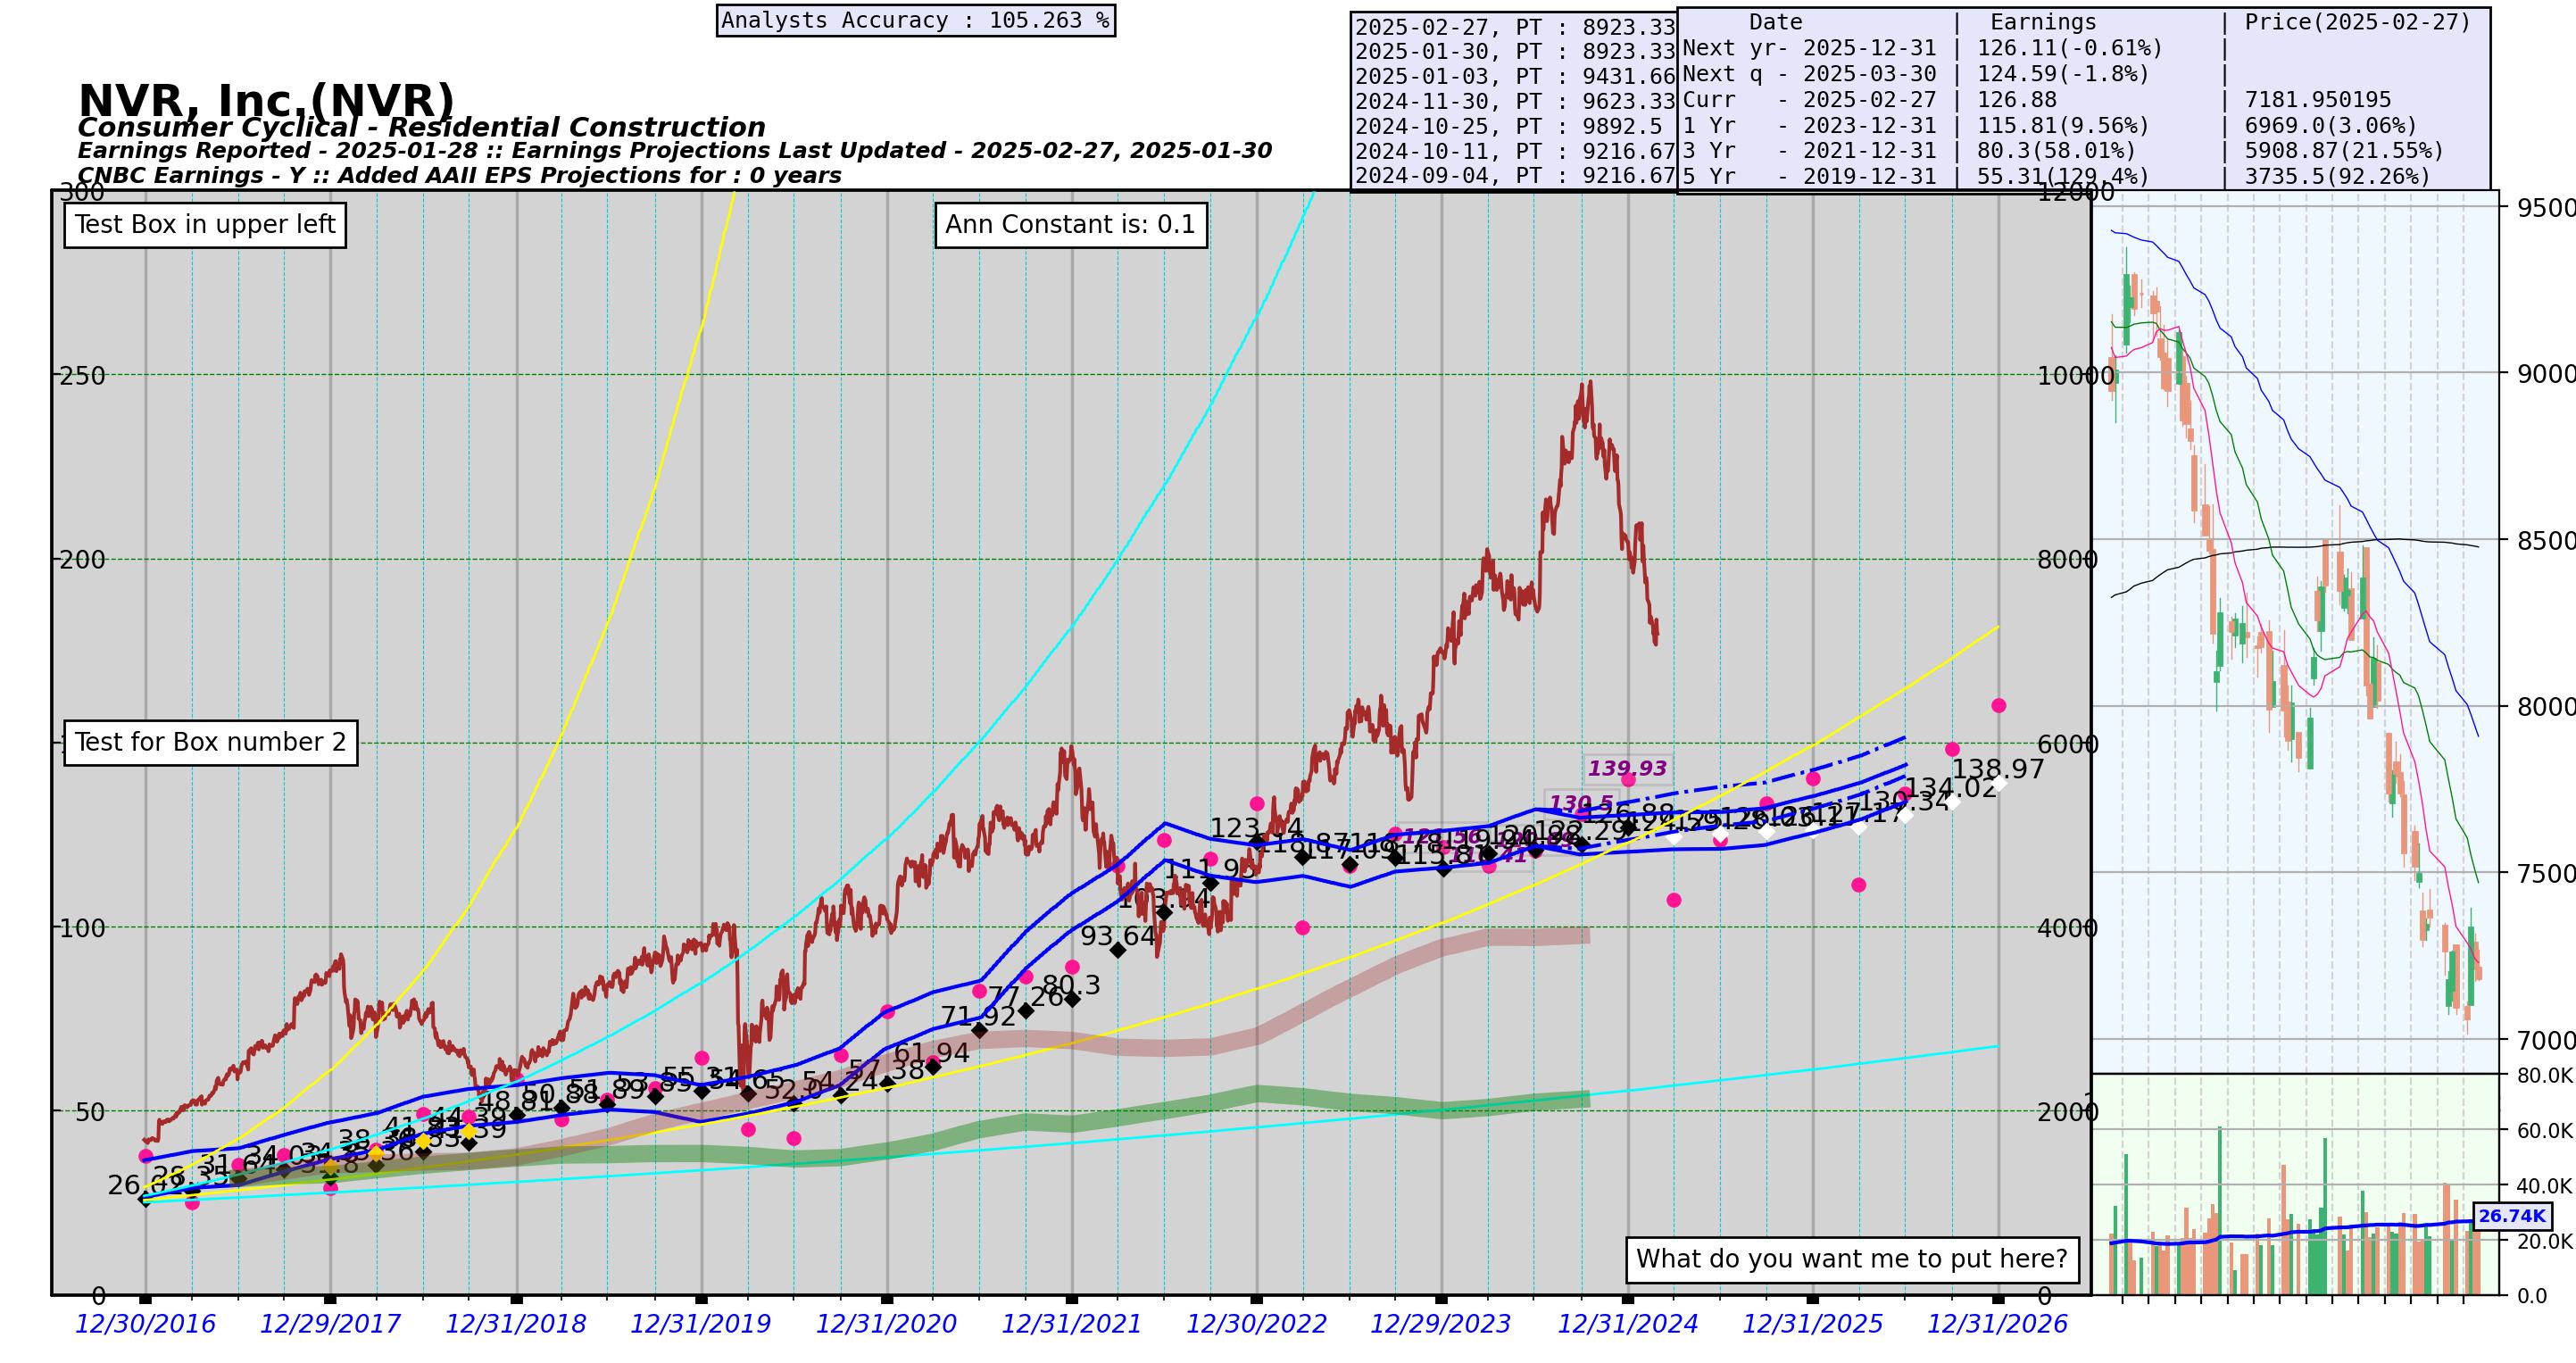 Analysts Accuracy : 105.263 %
NVR, Inc.(NVR)
Consumer Cyclical - Residential Construction
Earnings Reported - 2025-01-28 :: Earnings Projections Last Updated - 2025-02-27, 2025-01-30
CNBC Earnings - Y :: Added AAII EPS Projections for : 0 years
2025-02-27, PT : 8923.33
2025-01-30, PT : 8923.33
2025-01-03, PT : 9431.66
2024-11-30, PT : 9623.33
2024-10-25, PT : 9892.5
2024-10-11, PT : 9216.67
2024-09-04, PT : 9216.67
Date | Earnings | Price(2025-02-27)
Next yr- 2025-12-31 | 126.11(-0.61%) |
Next q - 2025-03-30 | 124.59(-1.8%) |
Curr - 2025-02-27 | 126.88 | 7181.950195
1 Yr - 2023-12-31 | 115.81(9.56%) | 6969.0(3.06%)
3 Yr - 2021-12-31 | 80.3(58.01%) | 5908.87(21.55%)
5 Yr - 2019-12-31 | 55.31(129.4%) | 3735.5(92.26%)
Test Box in upper left
Ann Constant is: 0.1
Test for Box number 2
What do you want me to put here?
300
250
200
100
50
0
12000
10000
8000
6000
4000
2000
0
9500
9000
8500
8000
7500
7000
80.0K
60.0K
40.0K
26.74K
20.0K
0.0
139.93
130.5
138.97
134.02
111.95
93.64
80.3
77.26
71.92
61.94
57.38
12/30/2016
12/29/2017
12/31/2018
12/31/2019
12/31/2020
12/31/2021
12/30/2022
12/29/2023
12/31/2024
12/31/2025
12/31/2026